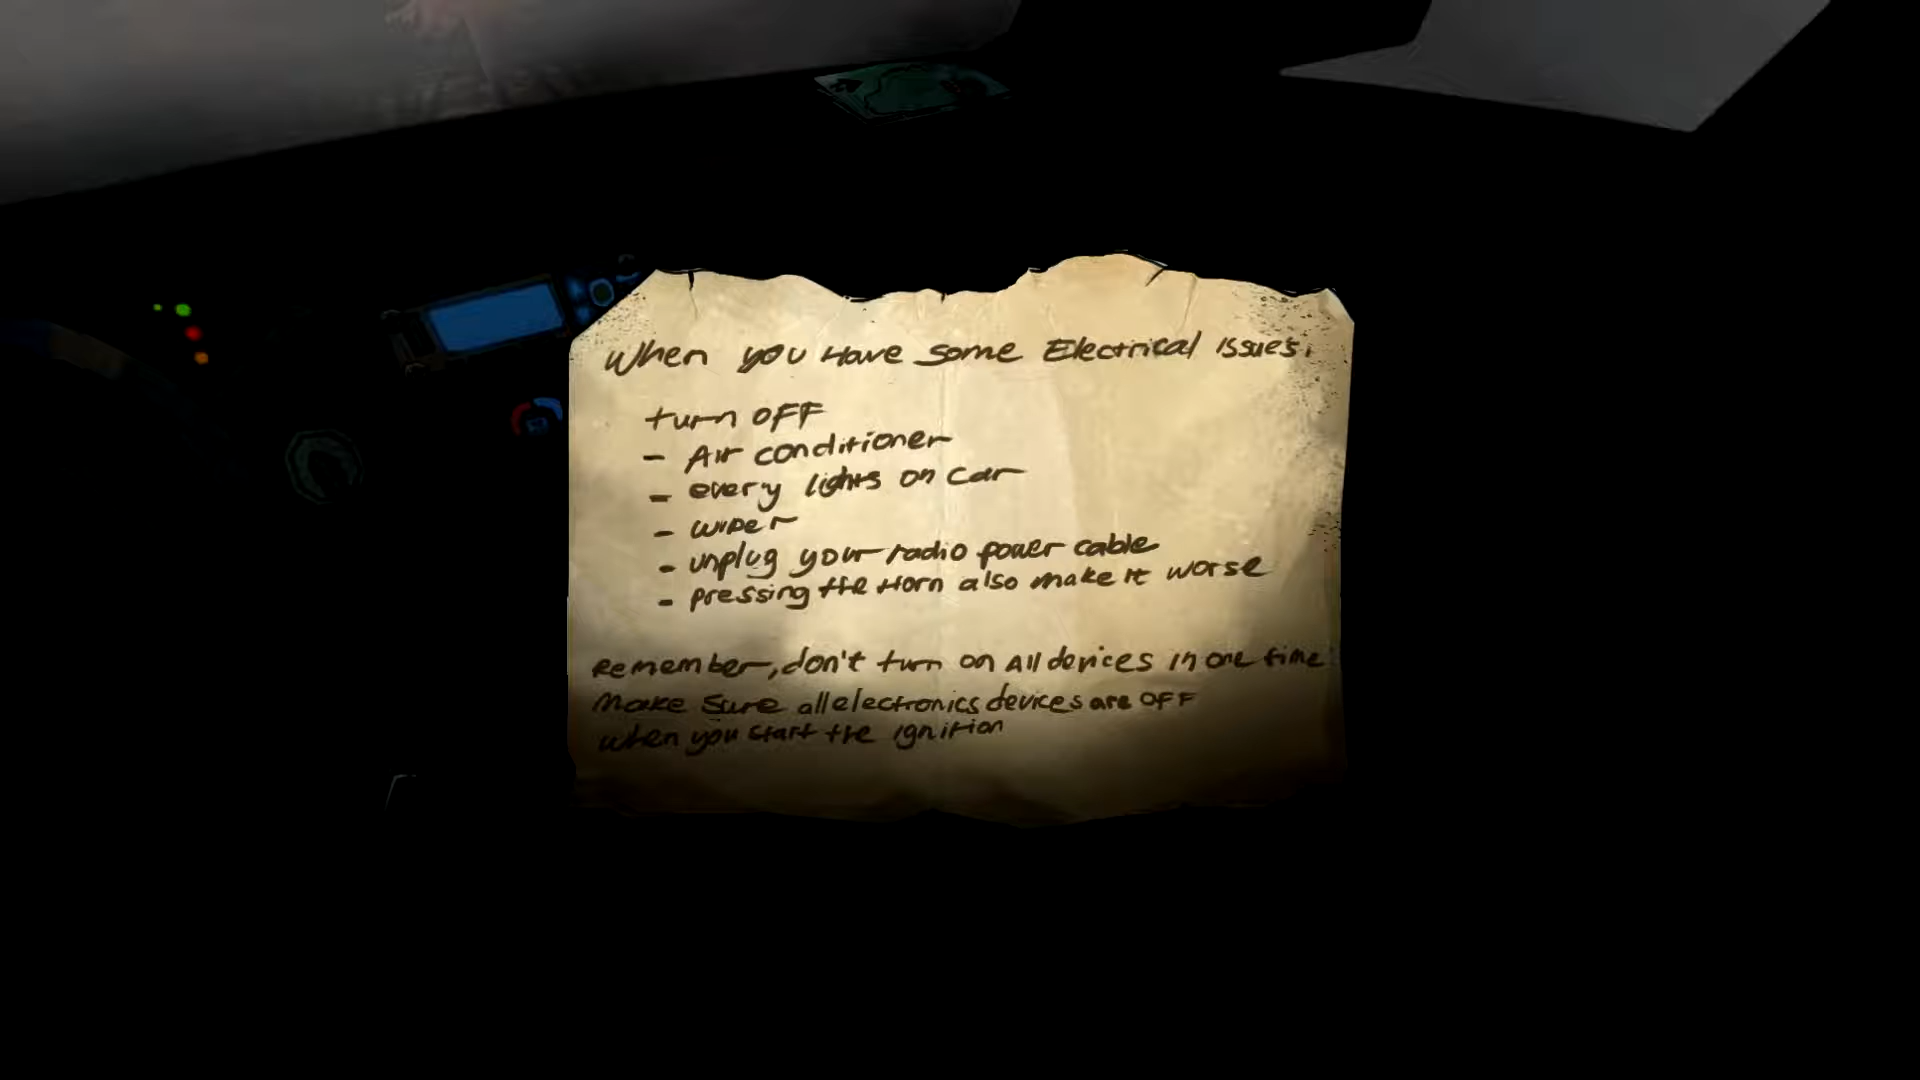 When you Have some Electrical issues,
turn OFF
- Air conditioner
- every lights on car
- wiper
- unplug your radio power cable
- pressing the Horn also make it worse
Remember, don't turn on All devices in one time
Make sure all electronics devices are OFF
when you start the ignition